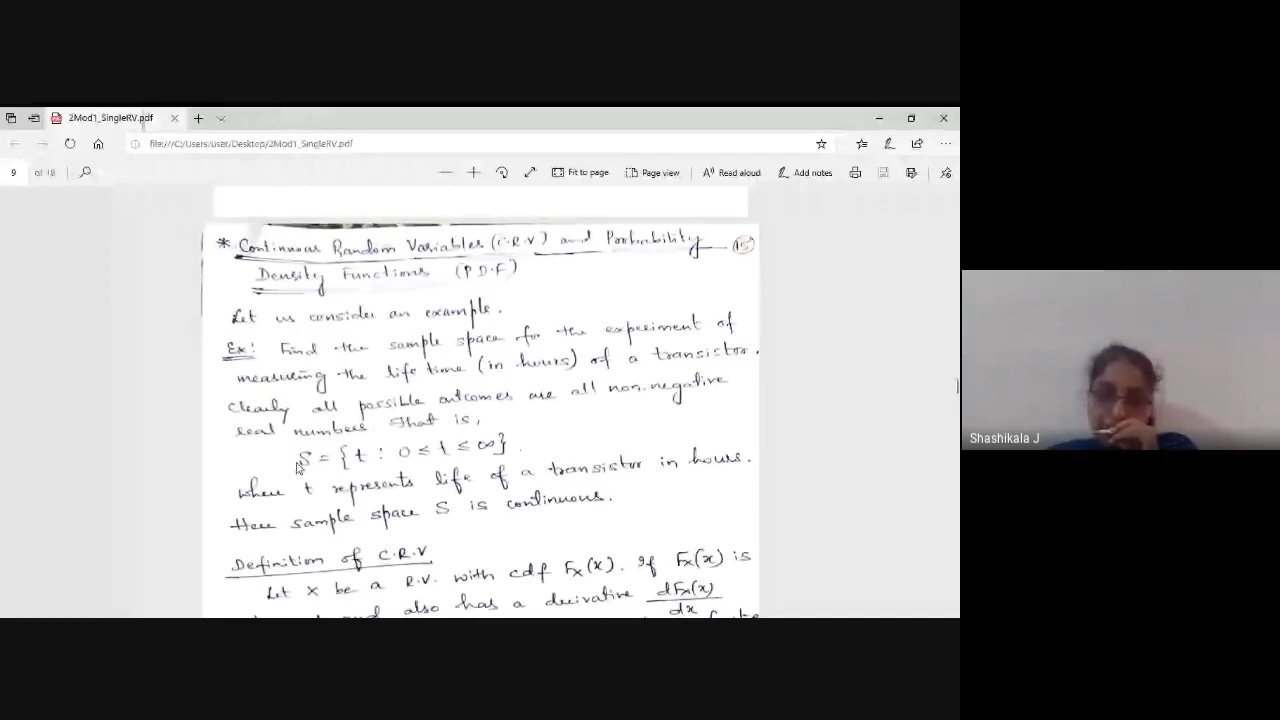 2Mod1_SingleRV.pdf
file:///C:/Users/user/Desktop/2Mod1_SingleRV.pdf
9 of 18 Fit to page Page view Read aloud Add notes
* Continuous Random Variables (C.R.V) and Porbability 15
Density Functions (P.D.F)
Let us consider an example.
Ex: Find the sample space for the experiment of
measuring the life time (in hours) of a transistor.
Clearly all possible outcomes are all non-negative
real numbers. That is,
S = { t : 0 ≤ t ≤ ∞}.
where t represents life of a transistor in hours.
Here sample space S is continuous.
Definition of C.R.V
Let X be a R.V. with cdf Fx(x). If Fx(x) is
also has a derivative dFx(x)
dx
Shashikala J